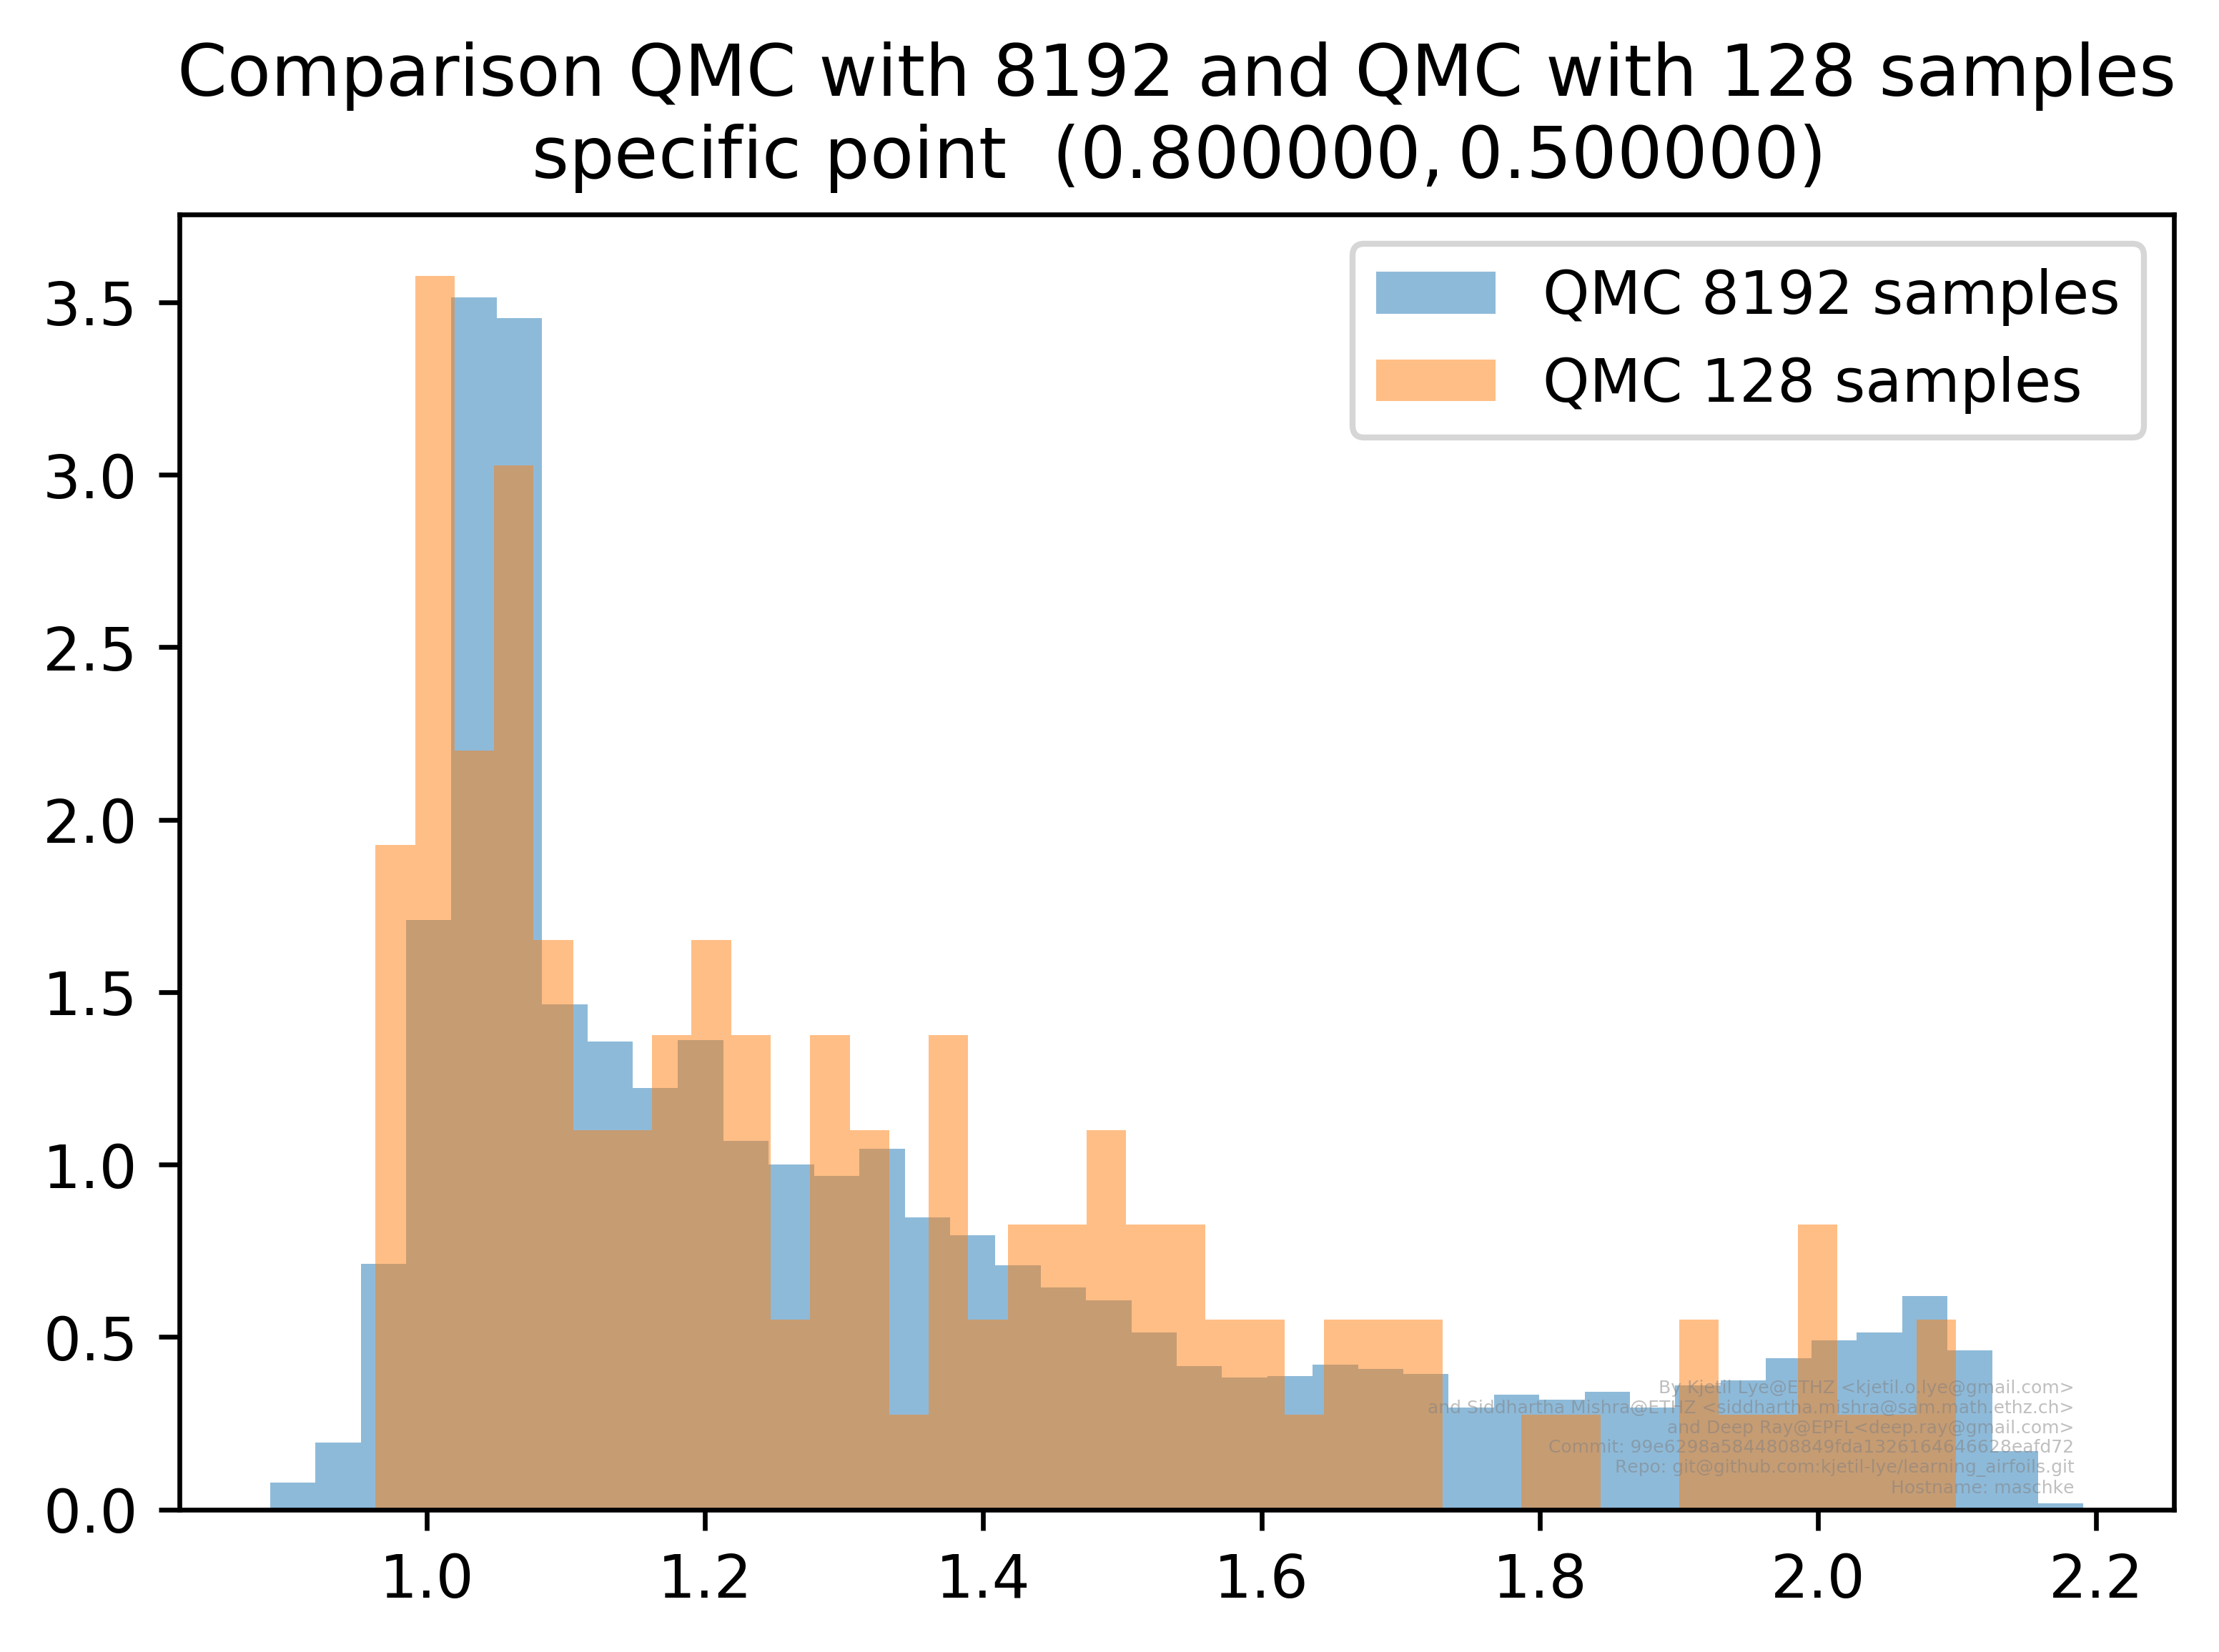 Comparison QMC with 8192 and QMC with 128 samples
specific point (0.800000, 0.500000)
QMC 8192 samples
QMC 128 samples
3.5
3.0
2.5
2.0
1.5
1.0
0.5
0.0
By Kjetil Lye@ETHZ <kjetil.o.lye@gmail.com>
and Siddhartha Mishra@ETHZ <siddhartha.mishra@sam.math.ethz.ch>
and Deep Ray@EPFL<deep.ray@gmail.com>
Commit: 99e6298a5844808849fda1326164646628eafd72
Repo: git@github.com:kjetil-lye/learning_airfoils.git
Hostname: maschke
1.0 1.2 1.4 1.6 1.8 2.0 2.2